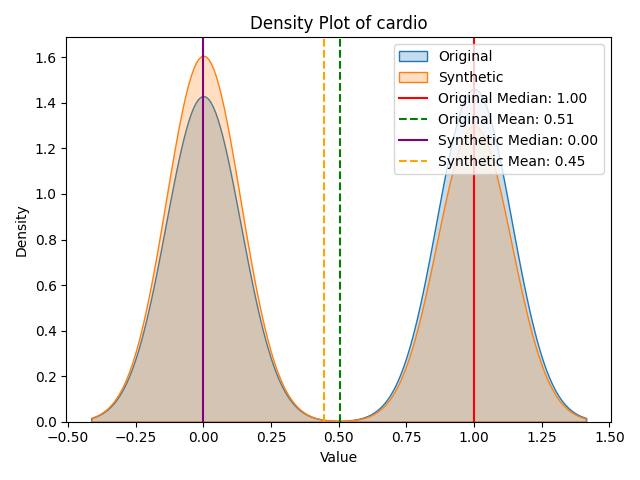 Density Plot of cardio
Original
Synthetic
Original Median: 1.00
Original Mean: 0.51
Synthetic Median: 0.00
Synthetic Mean: 0.45
Density
1.6
1.4
1.2
1.0
0.8
0.6
0.4
0.2
0.0
−0.50
−0.25
0.00
0.25
0.50
0.75
1.00
1.25
1.50
Value